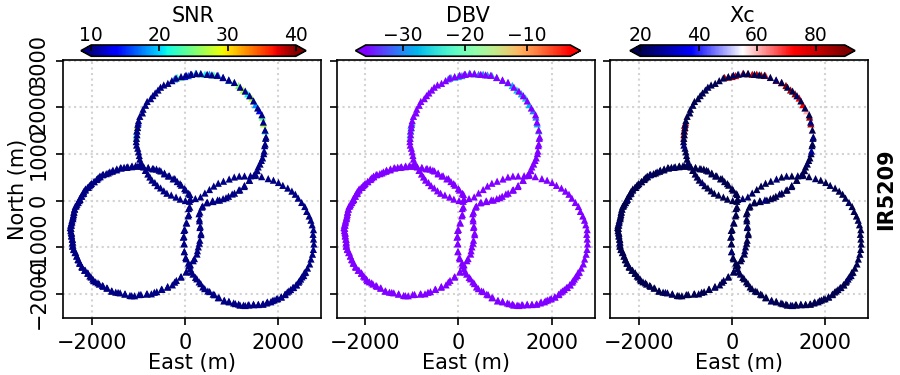 SNR DBV Xc
10 20 30 40 −30 −20 −10 20 40 60 80
North (m)
3000
2000
1000
0
−1000
−2000
IR5209
−2000 0 2000 −2000 0 2000 −2000 0 2000
East (m) East (m) East (m)